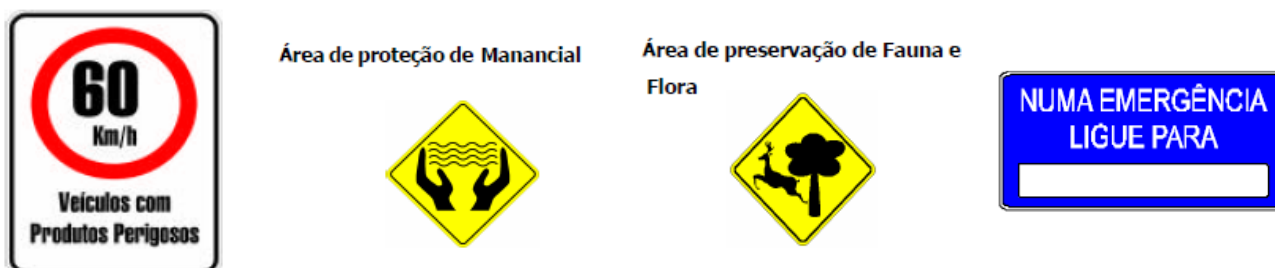 60
Km/h
Veículos com
Produtos Perigosos
Área de proteção de Manancial
Área de preservação de Fauna e
Flora
NUMA EMERGÊNCIA
LIGUE PARA